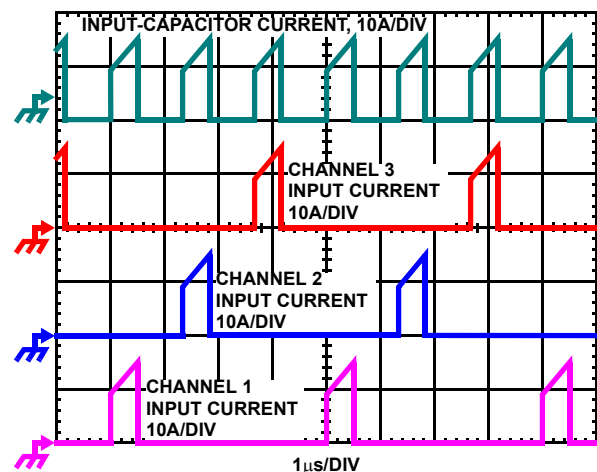 INPUT-CAPACITOR CURRENT, 10A/DIV
CHANNEL 3
INPUT CURRENT
10A/DIV
CHANNEL 2
INPUT CURRENT
10A/DIV
CHANNEL 1
INPUT CURRENT
10A/DIV
1μs/DIV